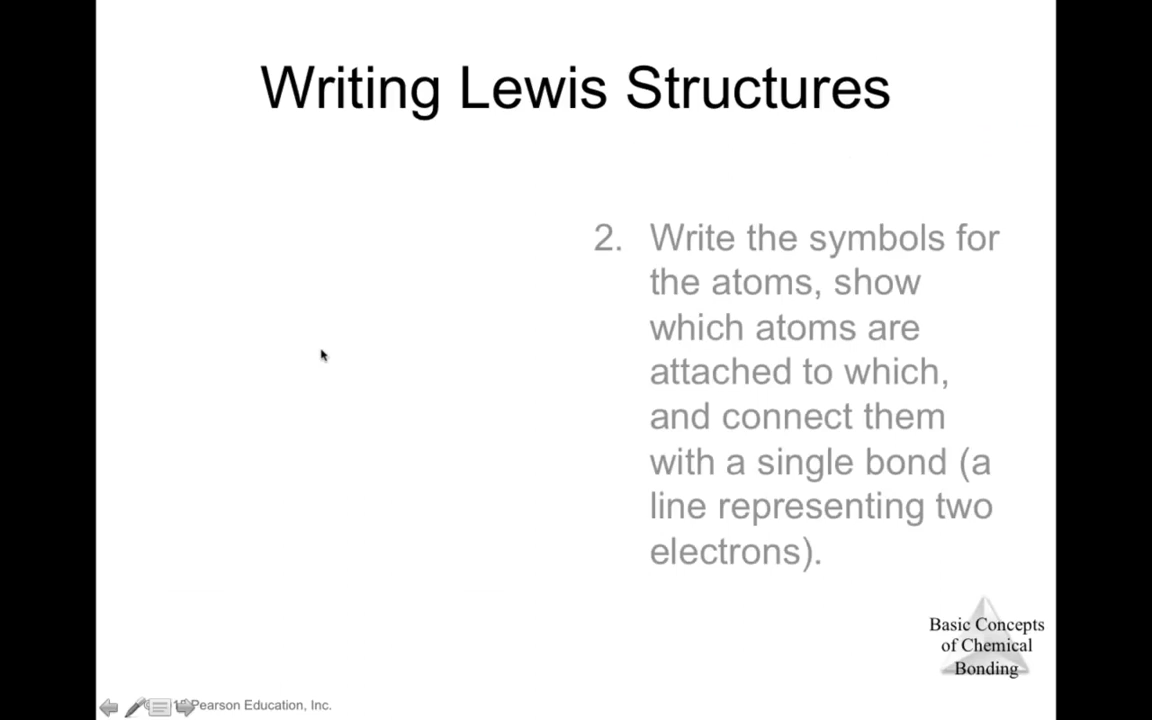 Writing Lewis Structures
2. Write the symbols for
the atoms, show
which atoms are
attached to which,
and connect them
with a single bond (a
line representing two
electrons).
Basic Concepts
of Chemical
Bonding
Pearson Education, Inc.